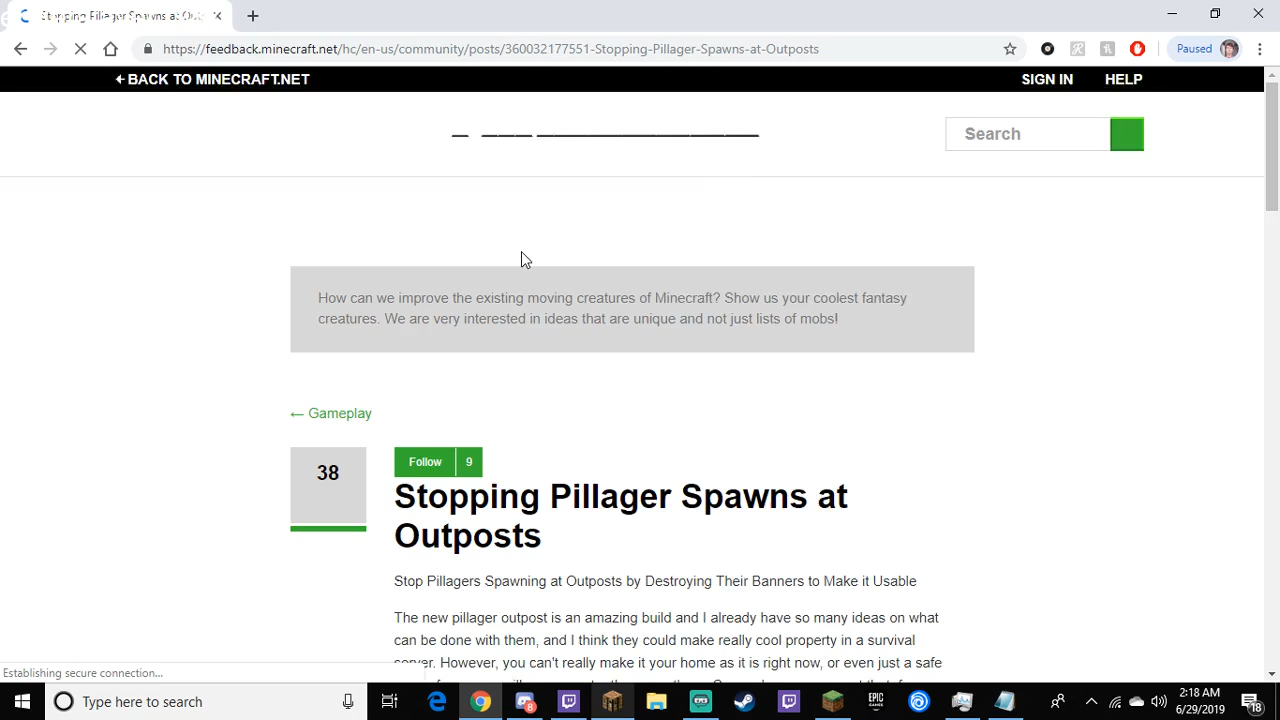 Stopping Pillager Spawns at Ou
https://feedback.minecraft.net/hc/en-us/community/posts/360032177551-Stopping-Pillager-Spawns-at-Outposts
Paused
BACK TO MINECRAFT.NET
SIGN IN
HELP
Search
How can we improve the existing moving creatures of Minecraft? Show us your coolest fantasy
creatures. We are very interested in ideas that are unique and not just lists of mobs!
← Gameplay
38
Follow 9
Stopping Pillager Spawns at
Outposts
Stop Pillagers Spawning at Outposts by Destroying Their Banners to Make it Usable
The new pillager outpost is an amazing build and I already have so many ideas on what
can be done with them, and I think they could make really cool property in a survival
server. However, you can't really make it your home as it is right now, or even just a safe
Establishing secure connection...
Type here to search
8
EPIC
GAMES
2:18 AM
6/29/2019
18